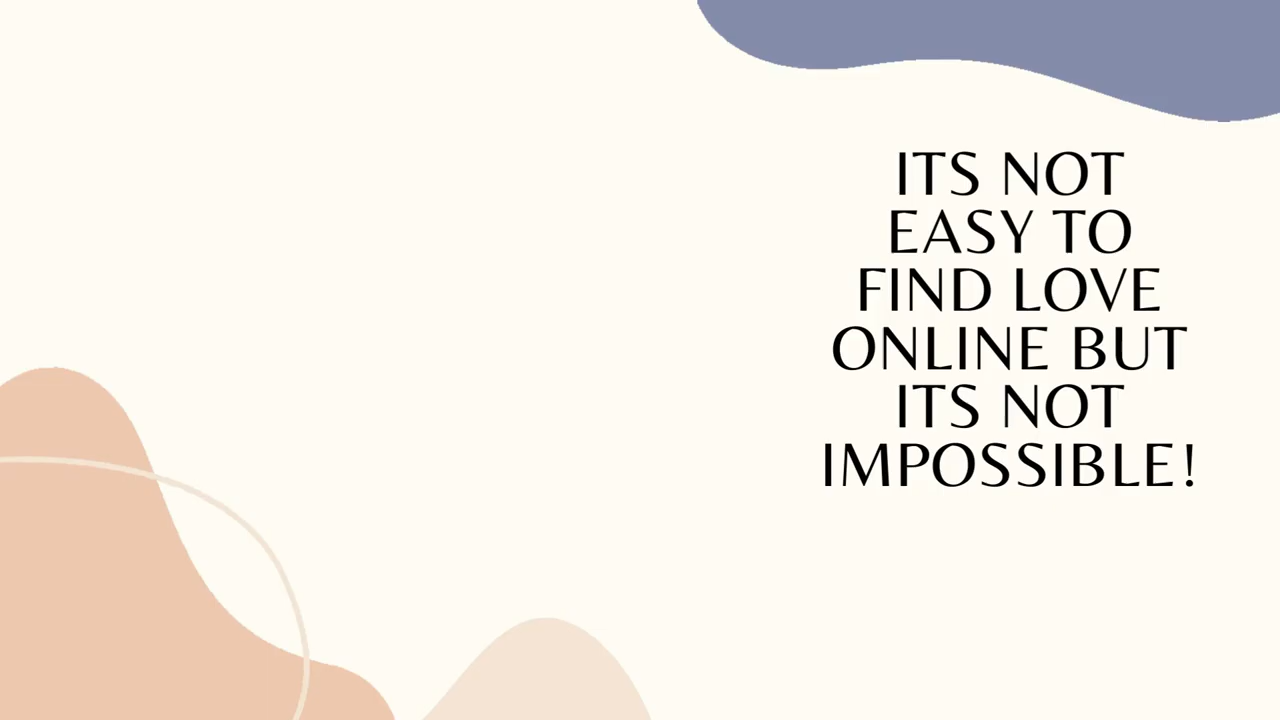 ITS NOT
EASY TO
FIND LOVE
ONLINE BUT
ITS NOT
IMPOSSIBLE!